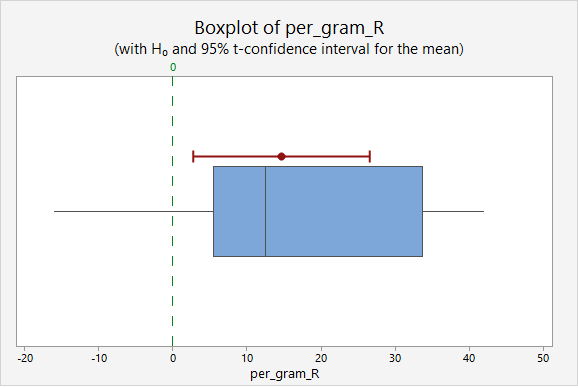 Boxplot of per_gram_R
(with H₀ and 95% t-confidence interval for the mean)
0
-20 -10 0 10 20 30 40 50
per_gram_R